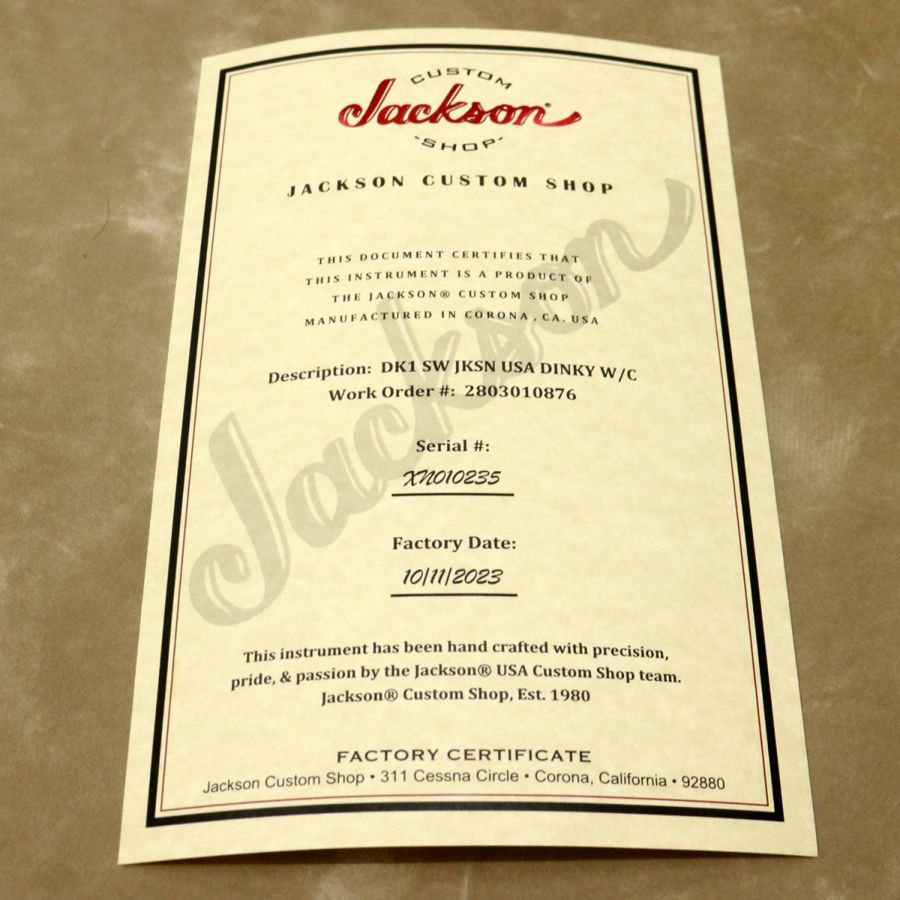 CUSTOM
Jackson®
-SHOP-
JACKSON CUSTOM SHOP
THIS DOCUMENT CERTIFIES THAT
THIS INSTRUMENT IS A PRODUCT OF
THE JACKSON® CUSTOM SHOP
MANUFACTURED IN CORONA, CA. USA
Jackson
Description: DK1 SW JKSN USA DINKY W/C
Work Order #: 2803010876
Serial #:
XN010235
Factory Date:
10/11/2023
This instrument has been hand crafted with precision,
pride, & passion by the Jackson® USA Custom Shop team.
Jackson® Custom Shop, Est. 1980
FACTORY CERTIFICATE
Jackson Custom Shop • 311 Cessna Circle • Corona, California • 92880